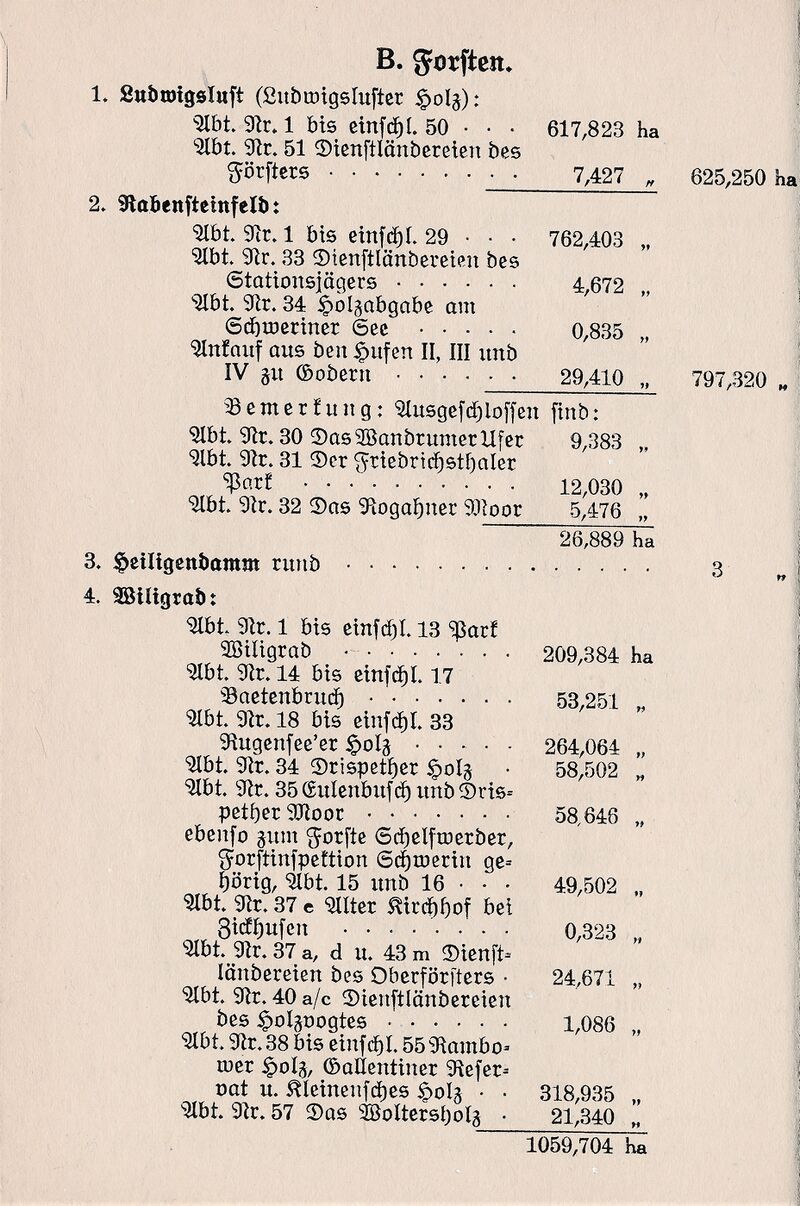 B. Forsten.
1. Ludwigslust (Ludwigsluster Holz):
Abt. Nr. 1 bis einschl. 50 · · · 617,823 ha
Abt. Nr. 51 Dienstländereien des
Försters · · · · · · · · · 7,427 „ 625,250 ha
2. Rabensteinfeld:
Abt. Nr. 1 bis einschl. 29 · · · 762,403 „
Abt. Nr. 33 Dienstländereien des
Stationsjägers · · · · · · 4,672 „
Abt. Nr. 34 Holzabgabe am
Schweriner See · · · · · 0,835 „
Ankauf aus den Hufen II, III und
IV zu Godern · · · · · · 29,410 „ 797,320 „
Bemerkung: Ausgeschlossen sind:
Abt. Nr. 30 Das Wandrumer Ufer 9,383 „
Abt. Nr. 31 Der Friedrichsthaler
Park · · · · · · · · · · 12,030 „
Abt. Nr. 32 Das Rogahner Moor 5,476 „
26,889 ha
3. Heiligendamm rund · · · · · · · · · · · · · · 3 „
4. Wiligrad:
Abt. Nr. 1 bis einschl. 13 Park
Wiligrad · · · · · · · · 209,384 ha
Abt. Nr. 14 bis einschl. 17
Baetenbruch · · · · · · · 53,251 „
Abt. Nr. 18 bis einschl. 33
Rugensee'er Holz · · · · · 264,064 „
Abt. Nr. 34 Drispether Holz · 58,502 „
Abt. Nr. 35 Eulenbusch und Dris=
pether Moor · · · · · · · 58,646 „
ebenso zum Forste Schelfwerder,
Forstinspektion Schwerin ge=
hörig, Abt. 15 und 16 · · · 49,502 „
Abt. Nr. 37 e Alter Kirchhof bei
Zickhusen · · · · · · · · 0,323 „
Abt. Nr. 37 a, d u. 43 m Dienst=
ländereien des Oberförsters · 24,671 „
Abt. Nr. 40 a/c Dienstländereien
des Holzvogtes · · · · · · 1,086 „
Abt. Nr. 38 bis einschl. 55 Rambo=
wer Holz, Gallentiner Reser=
vat u. Kleinensches Holz · · 318,935 „
Abt. Nr. 57 Das Woltersholz · 21,340 „
1059,704 ha